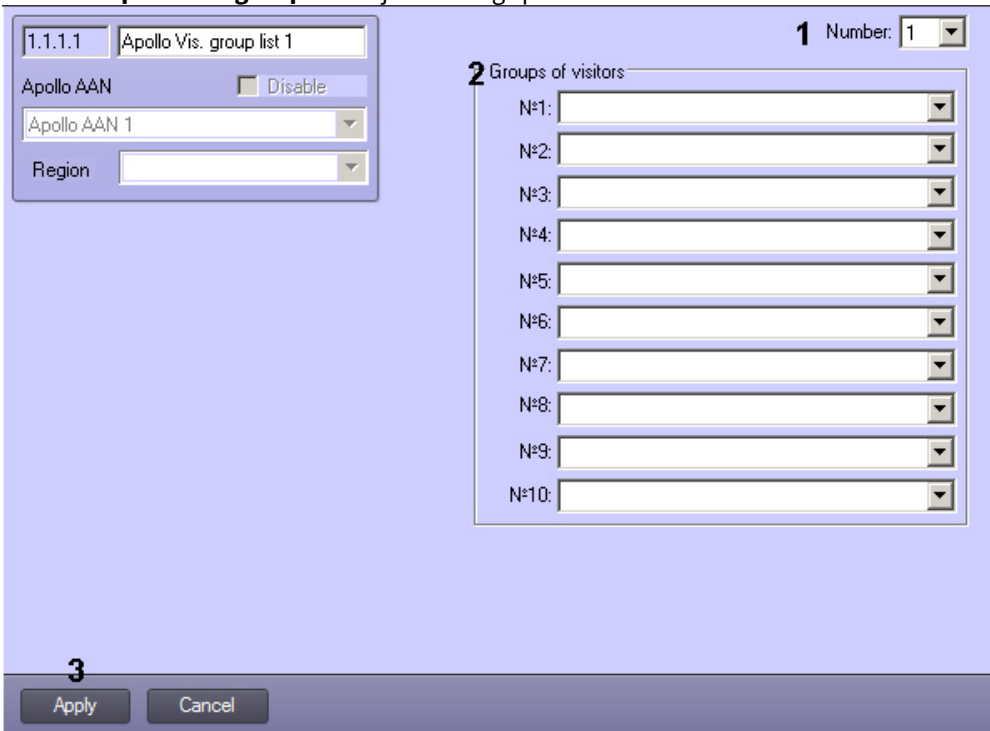 1.1.1.1 Apollo Vis. group list 1
Apollo AAN Disable
Apollo AAN 1
Region
1 Number: 1
2 Groups of visitors
Nº1:
Nº2:
Nº3:
Nº4:
Nº5:
Nº6:
Nº7:
Nº8:
Nº9:
Nº10:
3
Apply Cancel